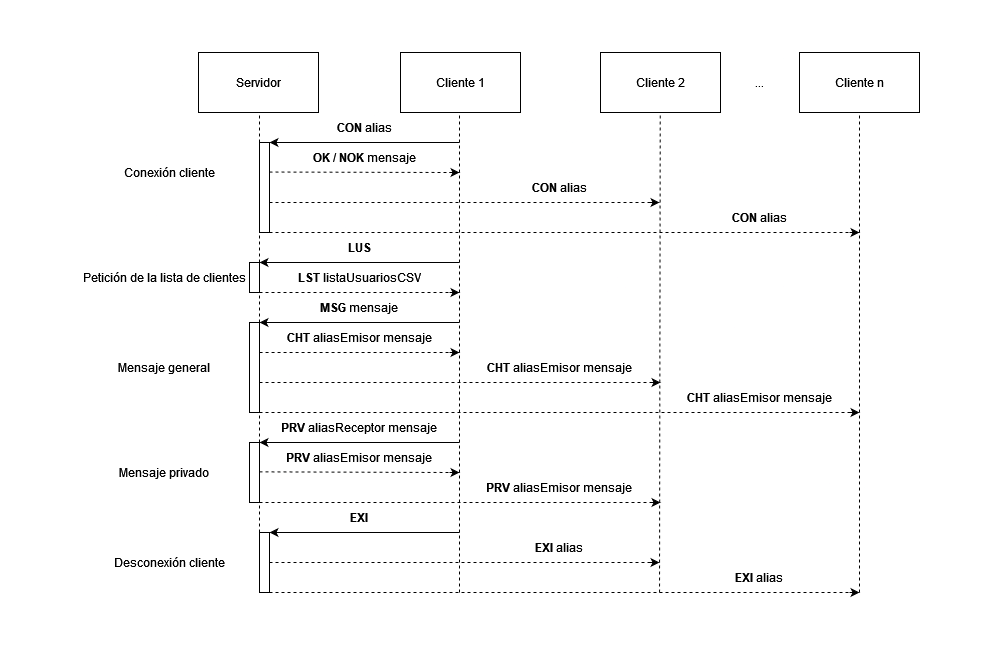 Servidor
Cliente 1
Cliente 2
...
Cliente n
CON alias
OK / NOK mensaje
Conexión cliente
CON alias
CON alias
LUS
Petición de la lista de clientes
LST listaUsuariosCSV
MSG mensaje
CHT aliasEmisor mensaje
Mensaje general
CHT aliasEmisor mensaje
CHT aliasEmisor mensaje
PRV aliasReceptor mensaje
PRV aliasEmisor mensaje
Mensaje privado
PRV aliasEmisor mensaje
EXI
EXI alias
Desconexión cliente
EXI alias